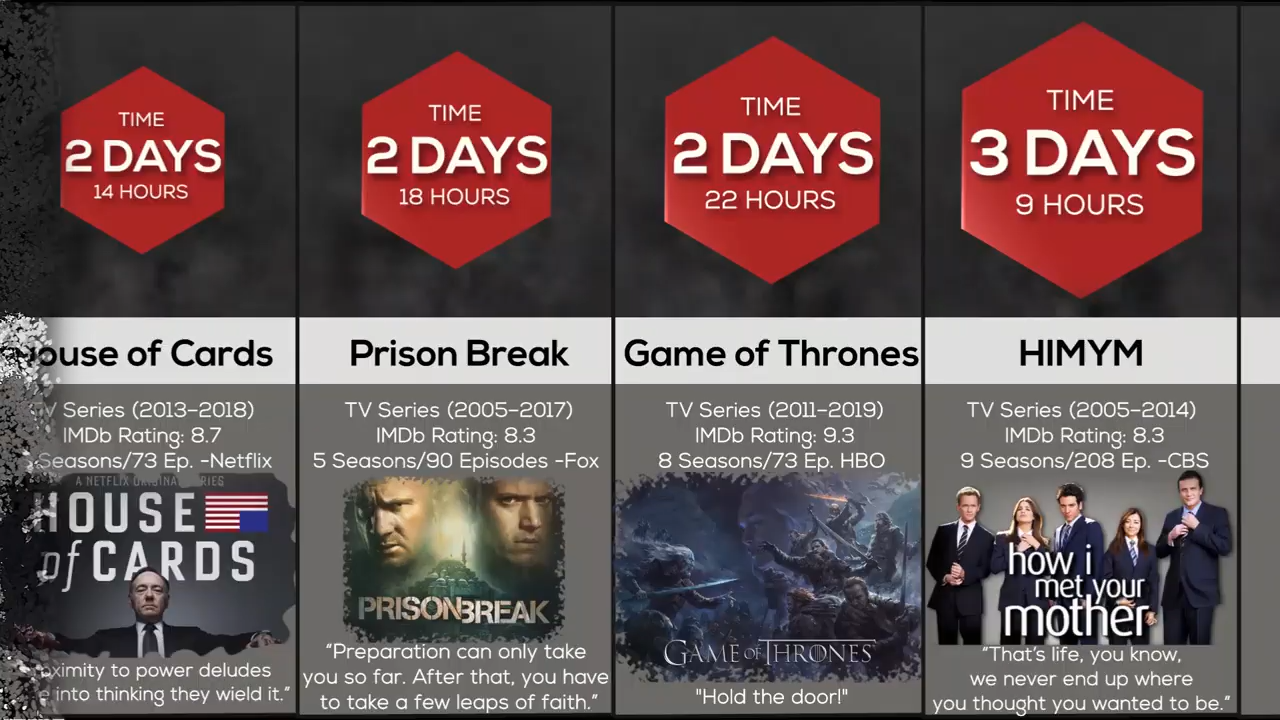 TIME
2 DAYS
14 HOURS
ouse of Cards
V Series (2013–2018)
IMDb Rating: 8.7
Seasons/73 Ep. -Netflix
A NETFLIX ORIGINAL SERIES
HOUSE
of CARDS
oximity to power deludes
e into thinking they wield it.”
TIME
2 DAYS
18 HOURS
Prison Break
TV Series (2005–2017)
IMDb Rating: 8.3
5 Seasons/90 Episodes -Fox
PRISON BREAK
“Preparation can only take
you so far. After that, you have
to take a few leaps of faith.”
TIME
2 DAYS
22 HOURS
Game of Thrones
TV Series (2011–2019)
IMDb Rating: 9.3
8 Seasons/73 Ep. HBO
GAME OF THRONES
"Hold the door!"
TIME
3 DAYS
9 HOURS
HIMYM
TV Series (2005–2014)
IMDb Rating: 8.3
9 Seasons/208 Ep. -CBS
how i
met your
mother
“That’s life, you know,
we never end up where
you thought you wanted to be.”